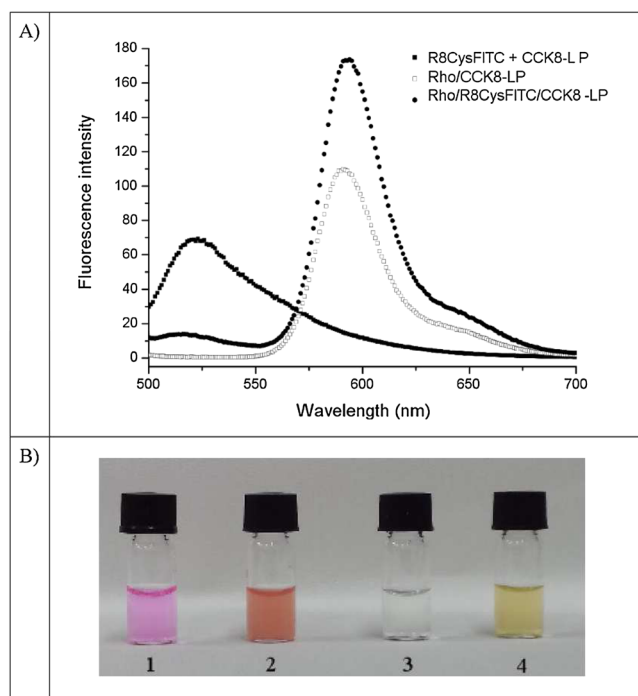 A)
180
160
140
120
100
80
60
40
20
0
Fluorescence intensity
R8CysFITC + CCK8-L P
Rho/CCK8-LP
Rho/R8CysFITC/CCK8 -LP
500 550 600 650 700
Wavelength (nm)
B)
1 2 3 4